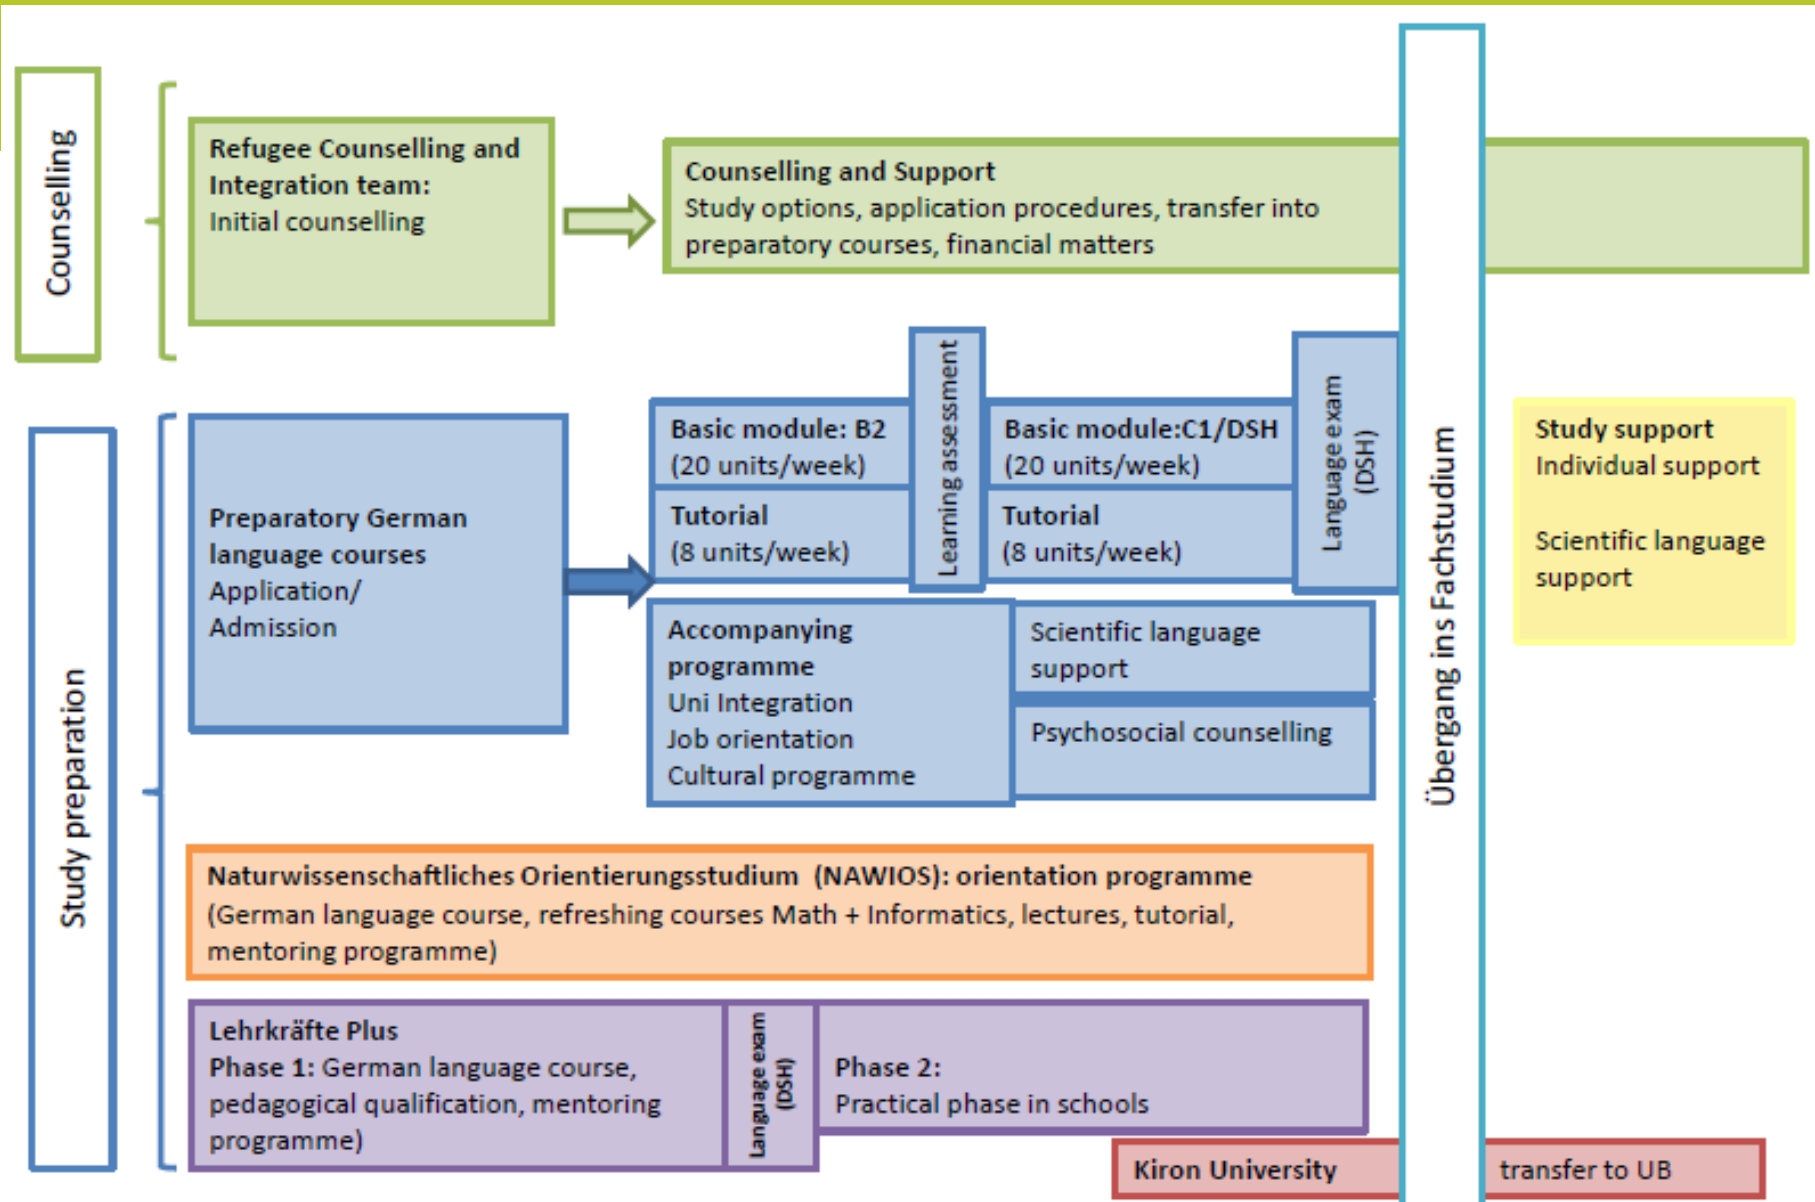 Counselling
Refugee Counselling and
Integration team:
Initial counselling
Counselling and Support
Study options, application procedures, transfer into
preparatory courses, financial matters
Study preparation
Preparatory German
language courses
Application/
Admission
Basic module: B2
(20 units/week)
Tutorial
(8 units/week)
Learning assessment
Basic module:C1/DSH
(20 units/week)
Tutorial
(8 units/week)
Language exam
(DSH)
Accompanying
programme
Uni Integration
Job orientation
Cultural programme
Scientific language
support
Psychosocial counselling
Übergang ins Fachstudium
Study support
Individual support
Scientific language
support
Naturwissenschaftliches Orientierungsstudium (NAWIOS): orientation programme
(German language course, refreshing courses Math + Informatics, lectures, tutorial,
mentoring programme)
Lehrkräfte Plus
Phase 1: German language course,
pedagogical qualification, mentoring
programme)
Language exam
(DSH)
Phase 2:
Practical phase in schools
Kiron University
transfer to UB